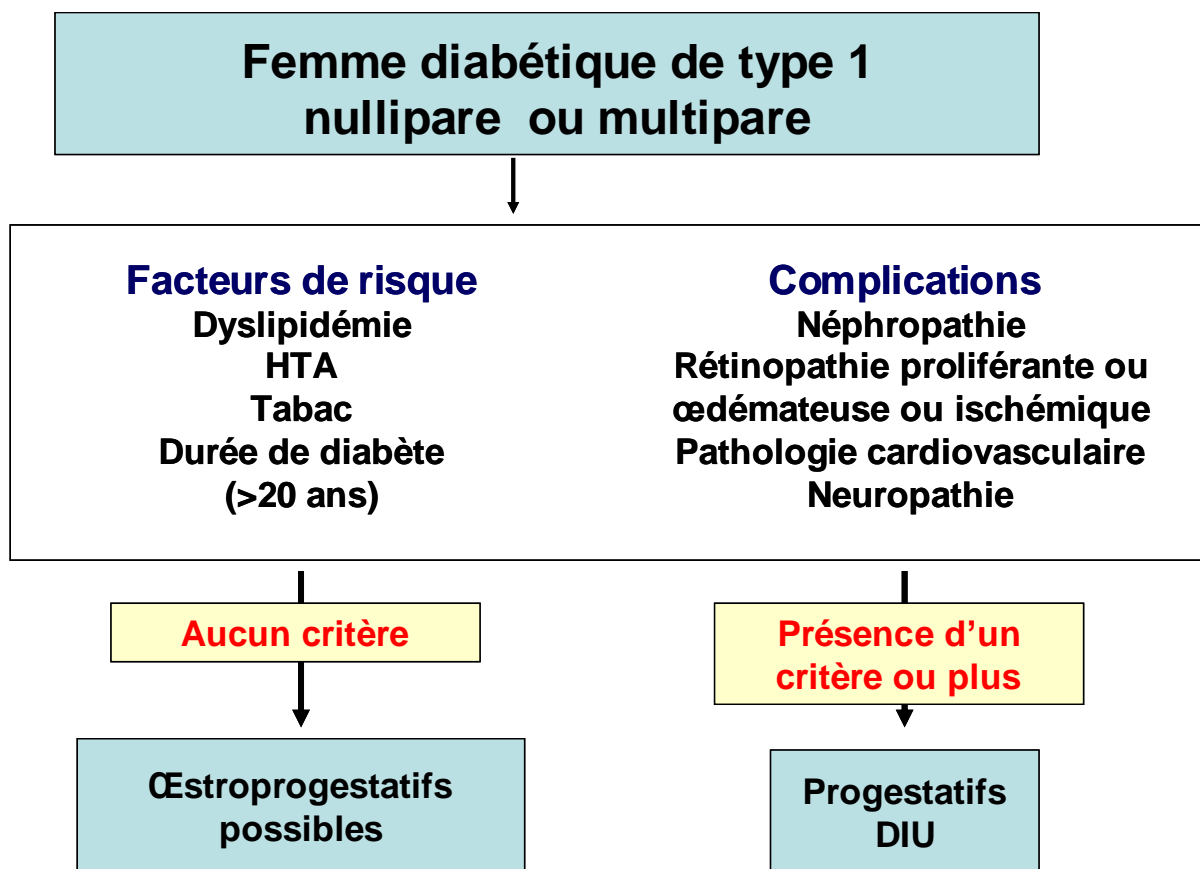 Femme diabétique de type 1
nullipare ou multipare
Facteurs de risque
Dyslipidémie
HTA
Tabac
Durée de diabète
(>20 ans)
Complications
Néphropathie
Rétinopathie proliférante ou
œdémateuse ou ischémique
Pathologie cardiovasculaire
Neuropathie
Aucun critère
Présence d’un
critère ou plus
Œstroprogestatifs
possibles
Progestatifs
DIU